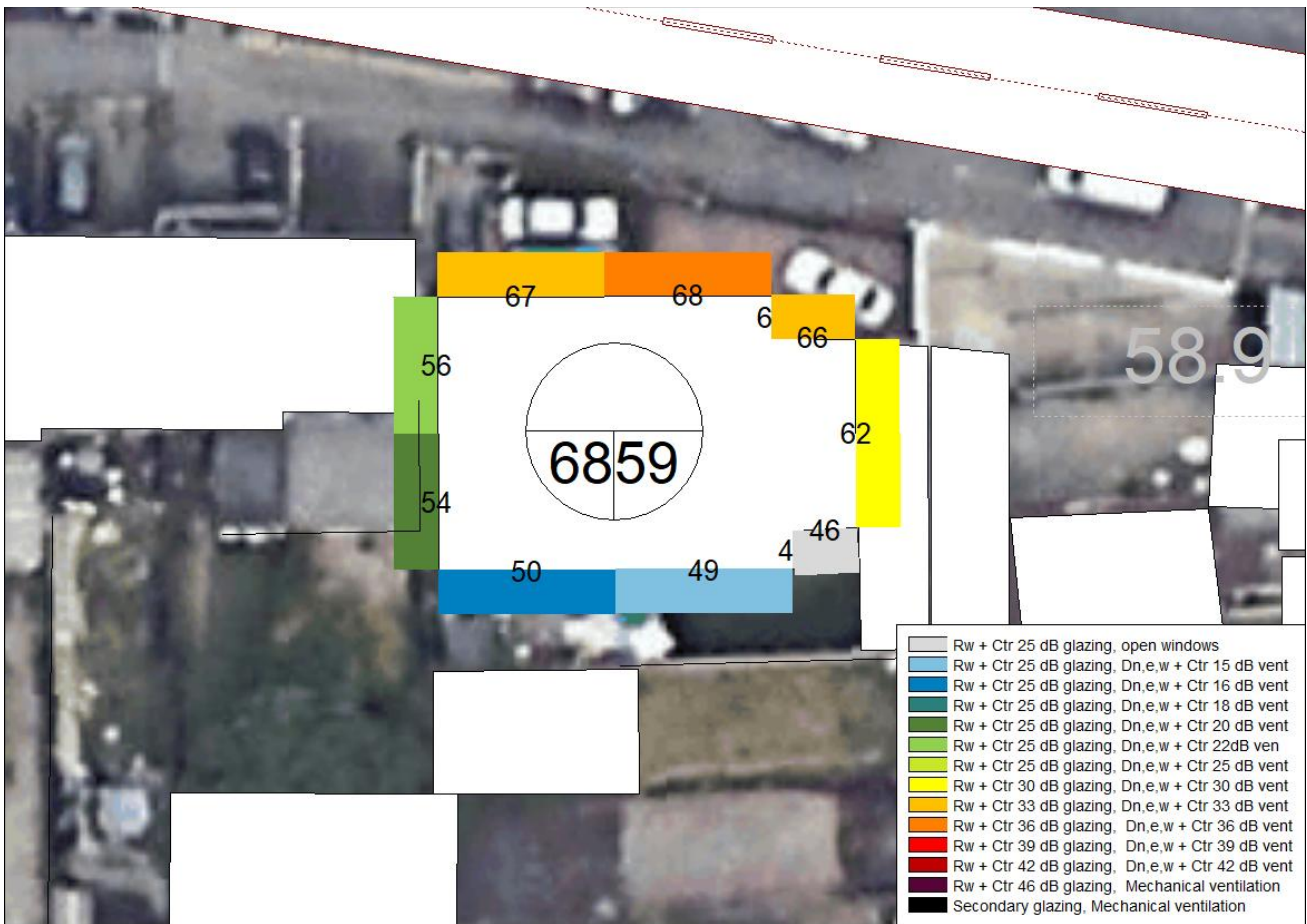 67
68
6
66
58.9
56
62
6859
54
46
4
50
49
Rw + Ctr 25 dB glazing, open windows
Rw + Ctr 25 dB glazing, Dn,e,w + Ctr 15 dB vent
Rw + Ctr 25 dB glazing, Dn,e,w + Ctr 16 dB vent
Rw + Ctr 25 dB glazing, Dn,e,w + Ctr 18 dB vent
Rw + Ctr 25 dB glazing, Dn,e,w + Ctr 20 dB vent
Rw + Ctr 25 dB glazing, Dn,e,w + Ctr 22dB ven
Rw + Ctr 25 dB glazing, Dn,e,w + Ctr 25 dB vent
Rw + Ctr 30 dB glazing, Dn,e,w + Ctr 30 dB vent
Rw + Ctr 33 dB glazing, Dn,e,w + Ctr 33 dB vent
Rw + Ctr 36 dB glazing, Dn,e,w + Ctr 36 dB vent
Rw + Ctr 39 dB glazing, Dn,e,w + Ctr 39 dB vent
Rw + Ctr 42 dB glazing, Dn,e,w + Ctr 42 dB vent
Rw + Ctr 46 dB glazing, Mechanical ventilation
Secondary glazing, Mechanical ventilation